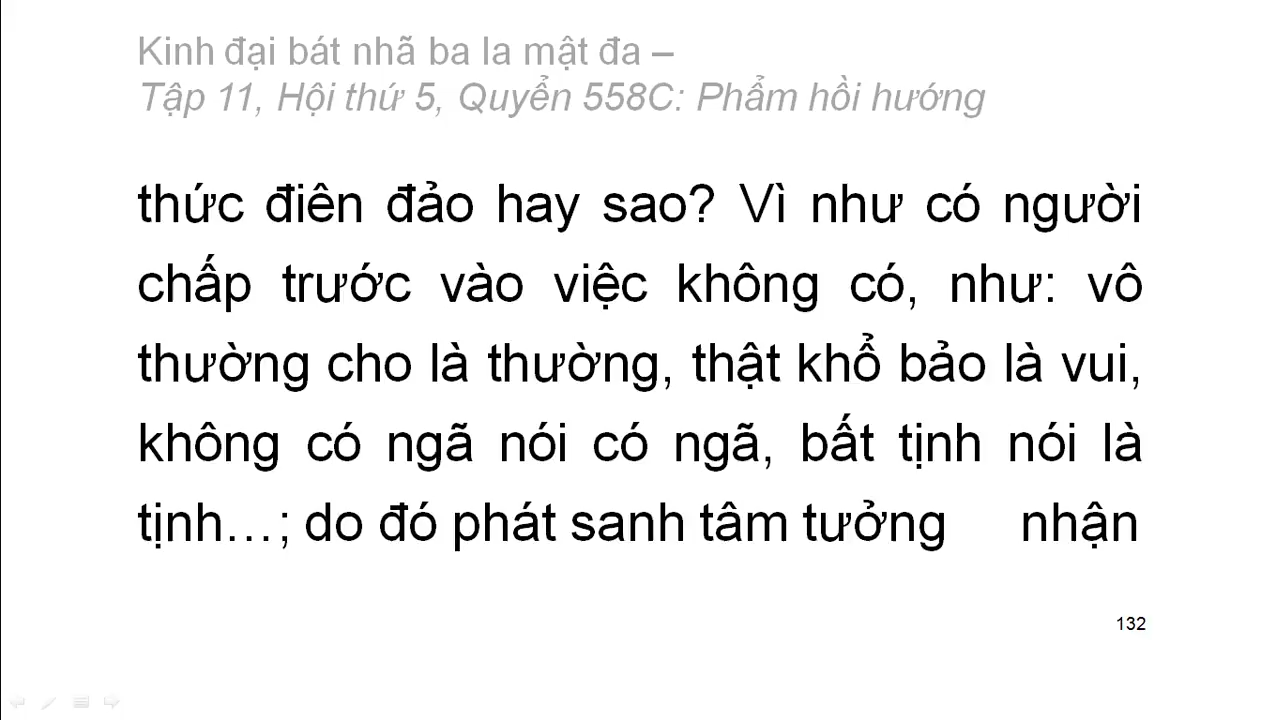 Kinh đại bát nhã ba la mật đa –
Tập 11, Hội thứ 5, Quyển 558C: Phẩm hồi hướng
thức điên đảo hay sao? Vì như có người
chấp trước vào việc không có, như: vô
thường cho là thường, thật khổ bảo là vui,
không có ngã nói có ngã, bất tịnh nói là
tịnh…; do đó phát sanh tâm tưởng nhận
132